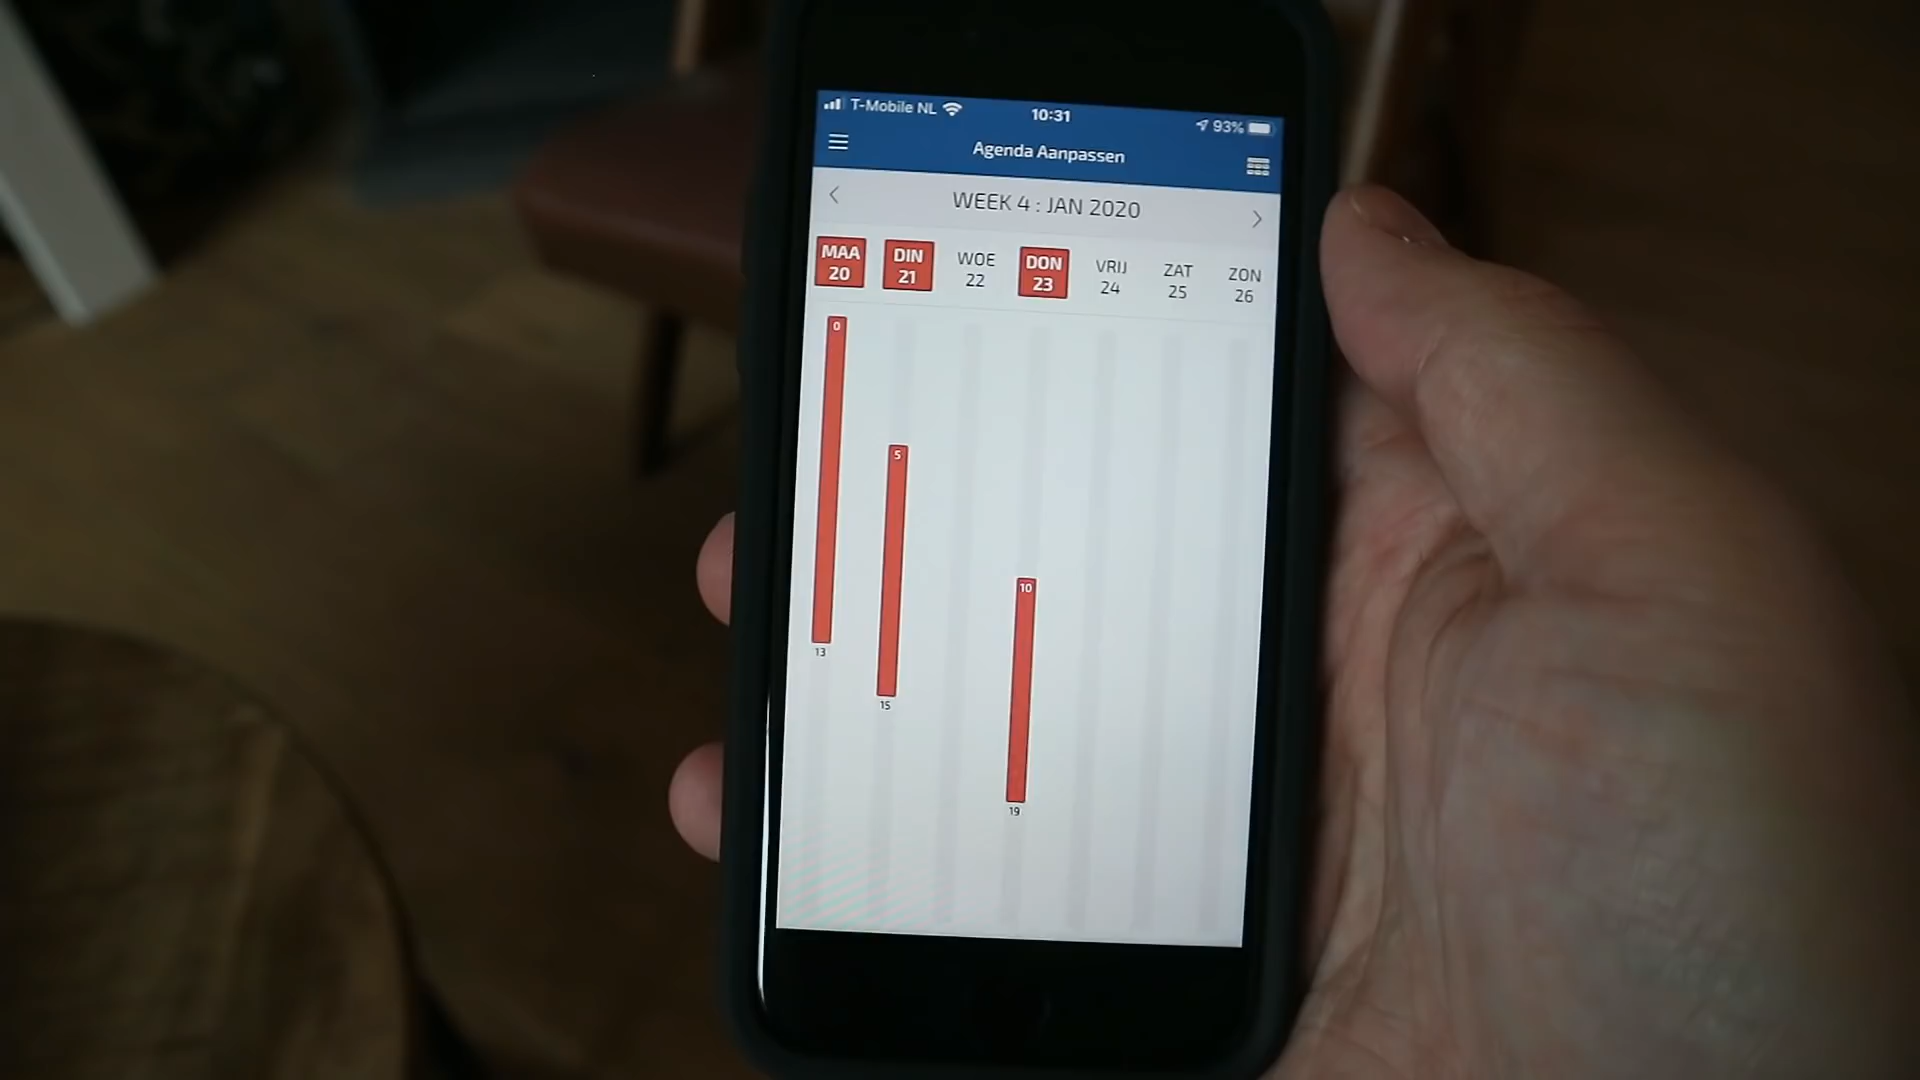 T-Mobile NL 10:31 93%
Agenda Aanpassen
WEEK 4 : JAN 2020
MAA DIN WOE DON VRIJ ZAT ZON
20 21 22 23 24 25 26
0
5
10
13
15
19